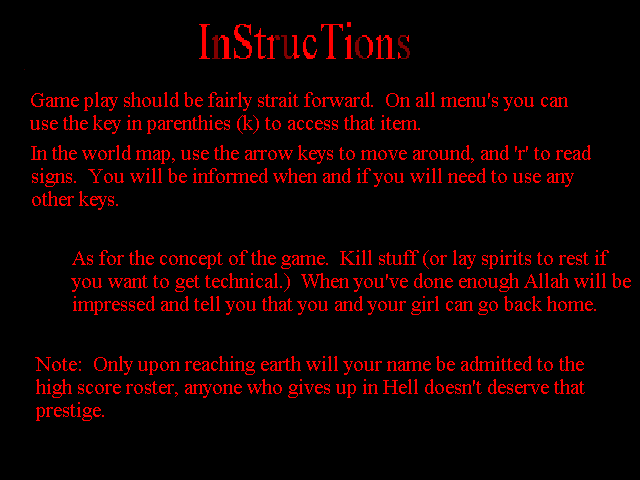 InStrucTions
Game play should be fairly strait forward.  On all menu's you can
use the key in parenthies (k) to access that item.
In the world map, use the arrow keys to move around, and 'r' to read
signs.  You will be informed when and if you will need to use any
other keys.
As for the concept of the game.  Kill stuff (or lay spirits to rest if
you want to get technical.)  When you've done enough Allah will be
impressed and tell you that you and your girl can go back home.
Note:  Only upon reaching earth will your name be admitted to the
high score roster, anyone who gives up in Hell doesn't deserve that
prestige.